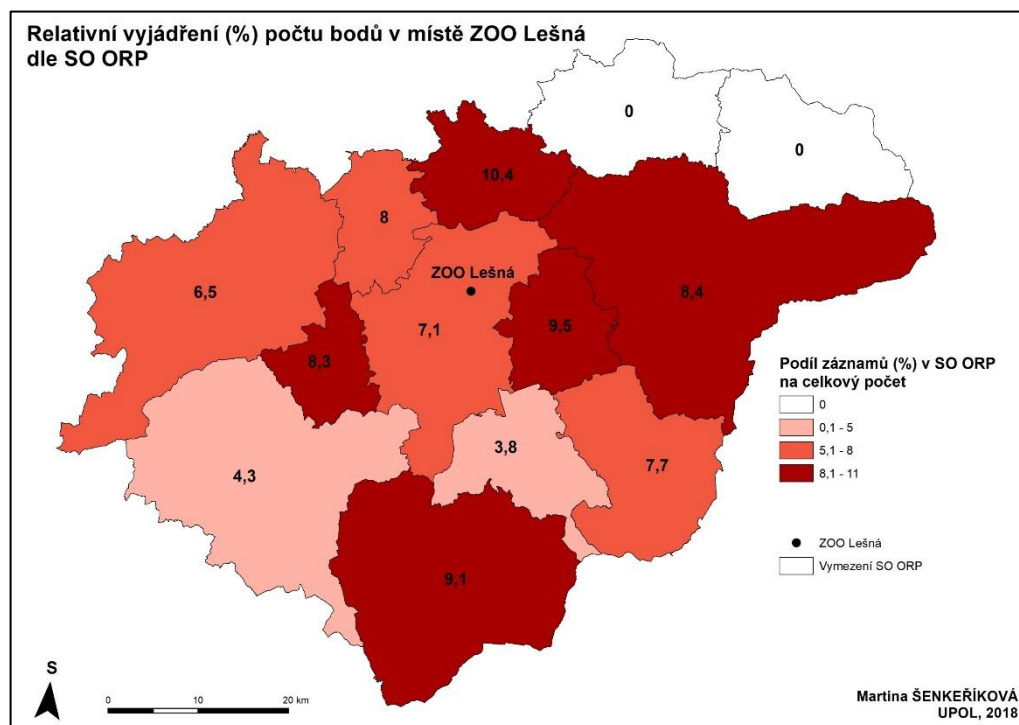 Relativní vyjádření (%) počtu bodů v místě ZOO Lešná
dle SO ORP
0
0
10,4
8
ZOO Lešná
6,5
8,4
7,1
9,5
8,3
Podíl záznamů (%) v SO ORP
na celkový počet
0
0,1 - 5
5,1 - 8
8,1 - 11
3,8
7,7
4,3
ZOO Lešná
Vymezení SO ORP
9,1
S
0 10 20 km
Martina ŠENKEŘÍKOVÁ
UPOL, 2018